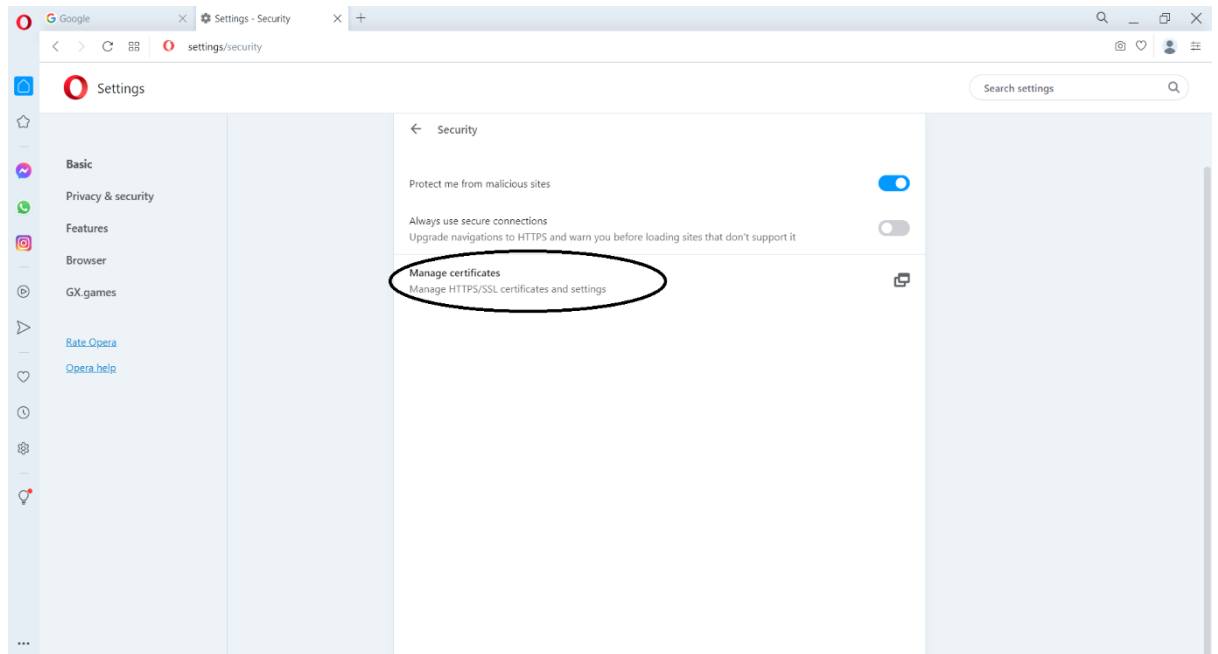 Google
Settings - Security
settings/security
Settings
Search settings
Security
Basic
Privacy & security
Features
Browser
GX.games
Rate Opera
Opera help
Protect me from malicious sites
Always use secure connections
Upgrade navigations to HTTPS and warn you before loading sites that don't support it
Manage certificates
Manage HTTPS/SSL certificates and settings